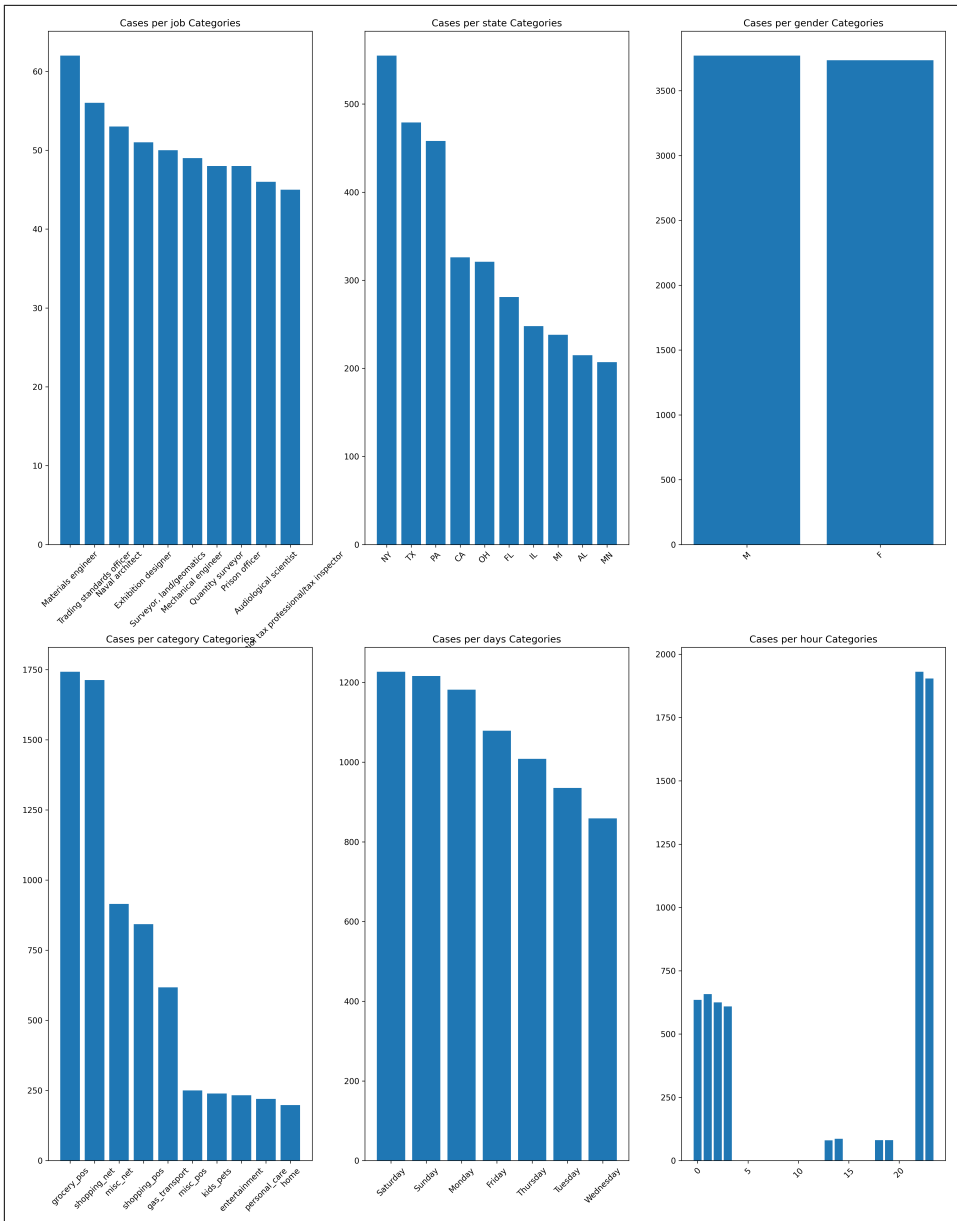 Cases per job Categories
60
50
40
30
20
10
0
Materials engineer
Trading standards officer
Naval architect
Exhibition designer
Surveyor, land/geomatics
Mechanical engineer
Quantity surveyor
Prison officer
Audiological scientist
tax professional/tax inspector
Cases per state Categories
500
400
300
200
100
0
NY
TX
PA
CA
OH
FL
IL
MI
AL
MN
Cases per gender Categories
3500
3000
2500
2000
1500
1000
500
0
M
F
Cases per category Categories
1750
1500
1250
1000
750
500
250
0
grocery_pos
shopping_net
misc_net
shopping_pos
gas_transport
misc_pos
kids_pets
entertainment
personal_care
home
Cases per days Categories
1200
1000
800
600
400
200
0
Saturday
Sunday
Monday
Friday
Thursday
Tuesday
Wednesday
Cases per hour Categories
2000
1750
1500
1250
1000
750
500
250
0
0
5
10
15
20